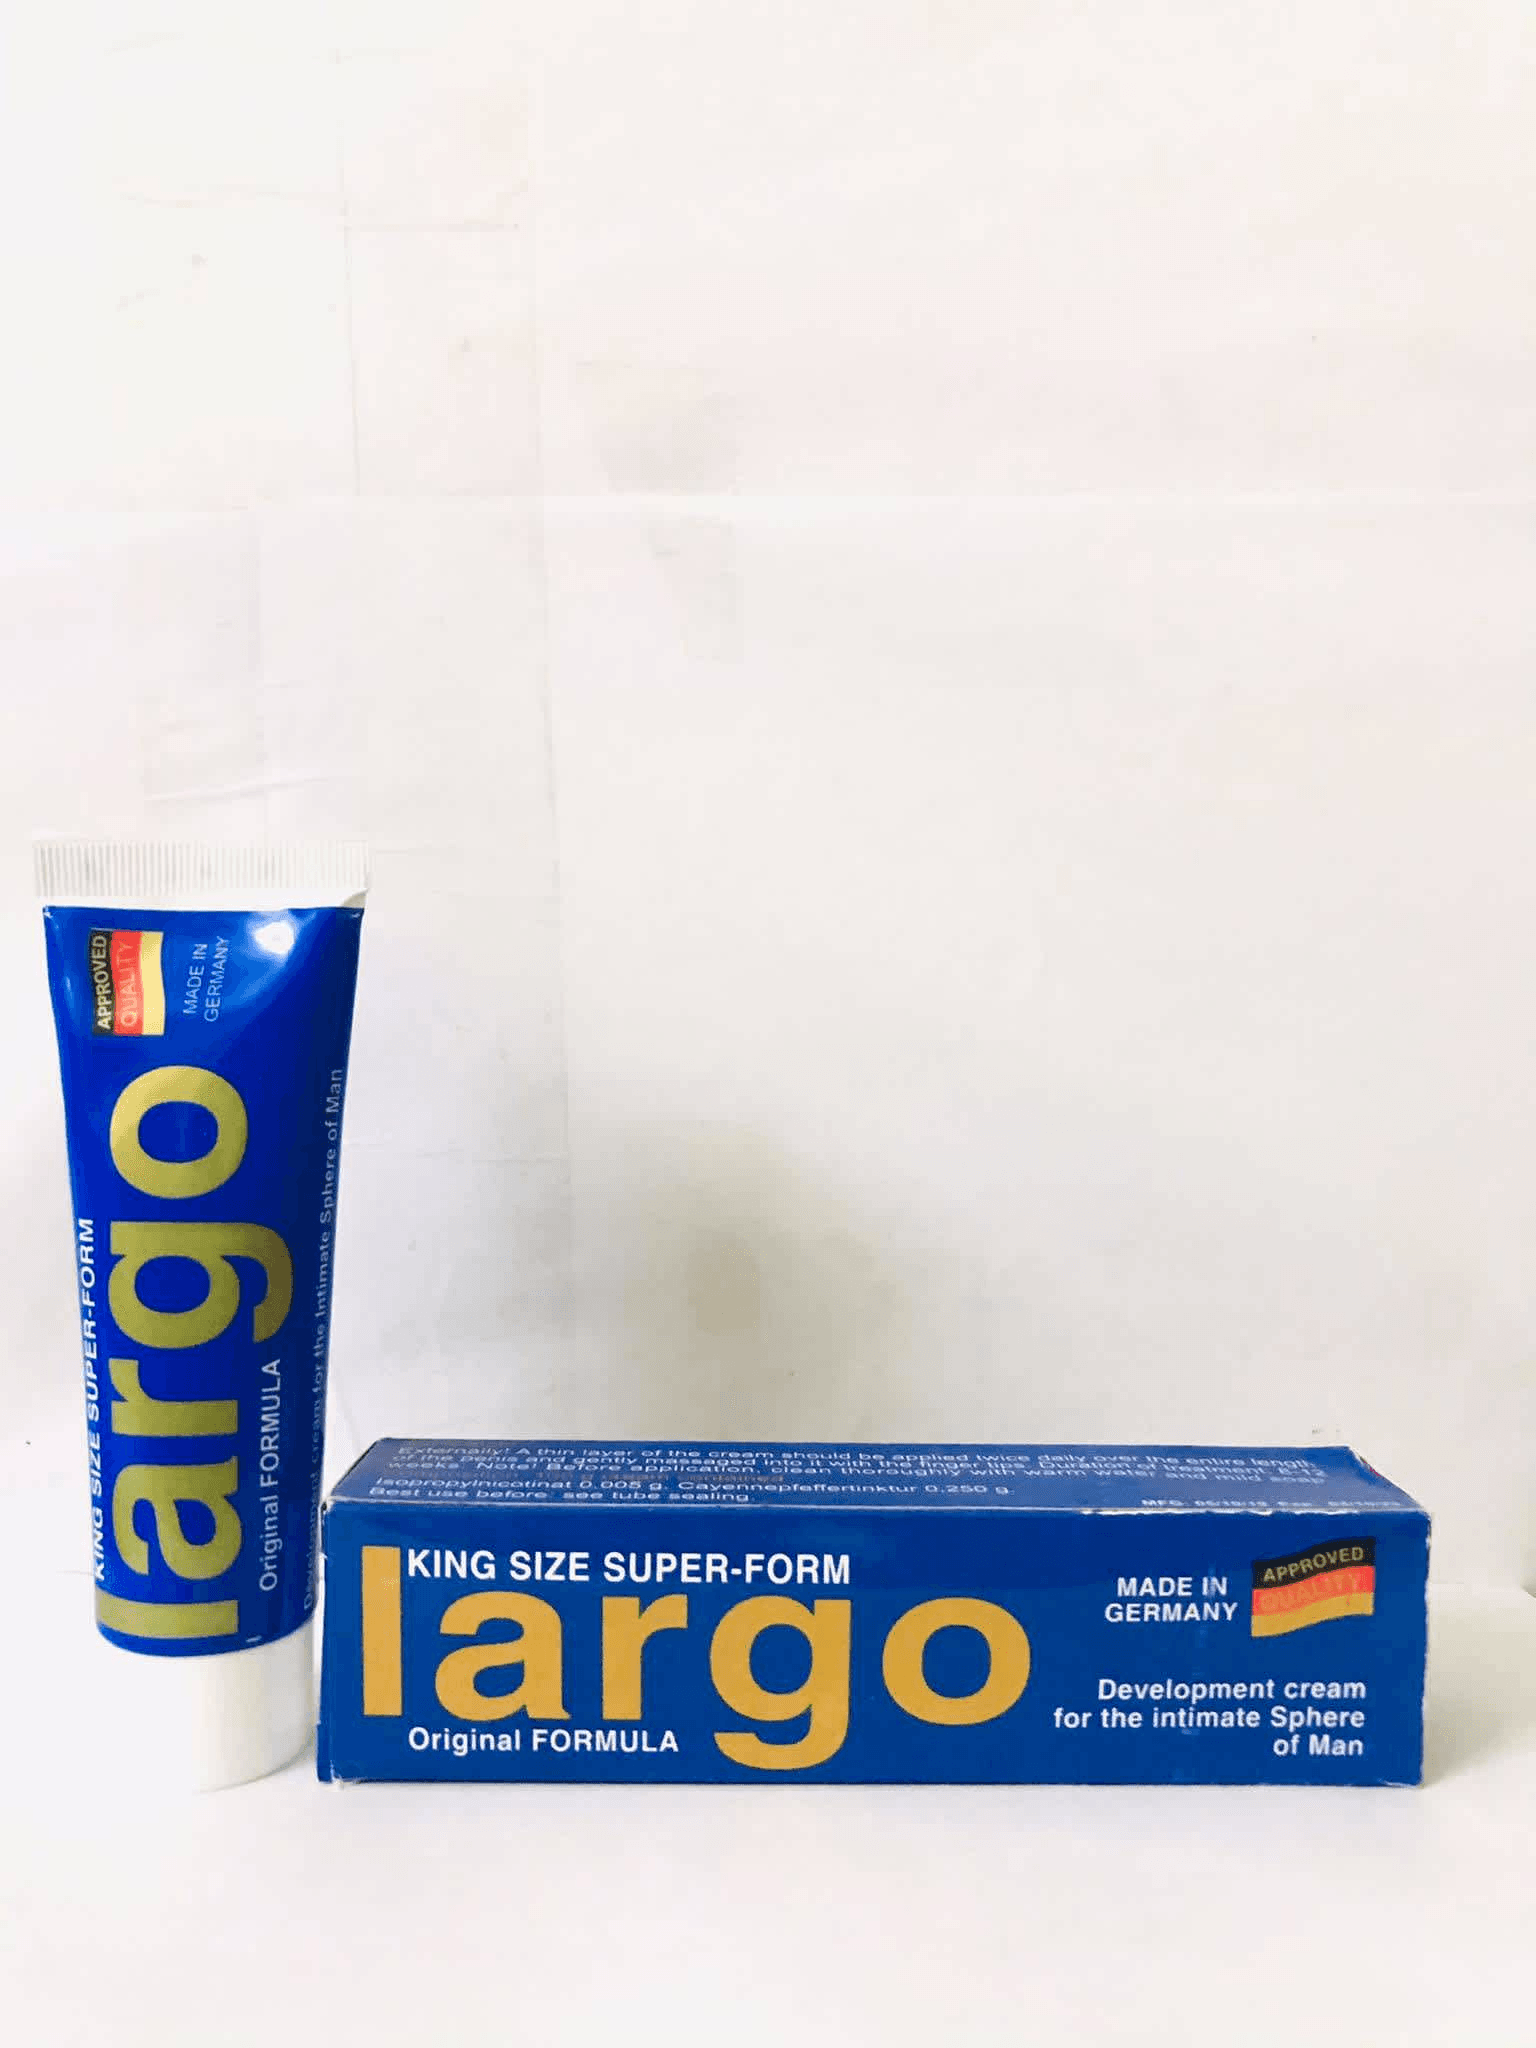 APPROVED
QUALITY
MADE IN
GERMANY
KING SIZE SUPER-FORM
largo
Original FORMULA
cream for the Intimate Sphere of Man
Externally! A thin layer of the cream should be applied twice daily over the entire length
of the penis and gently massaged into it with the finger tips. Duration of treatment: 8-12
weeks. Note! Before application, clean thoroughly with warm water and mild
Isopropylnicotinat 0.005 g. Cayennepfeffertinktur 0.250 g.
Best use before: see tube sealing.
KING SIZE SUPER-FORM
largo
Original FORMULA
MADE IN
GERMANY
APPROVED
QUALITY
Development cream
for the intimate Sphere
of Man